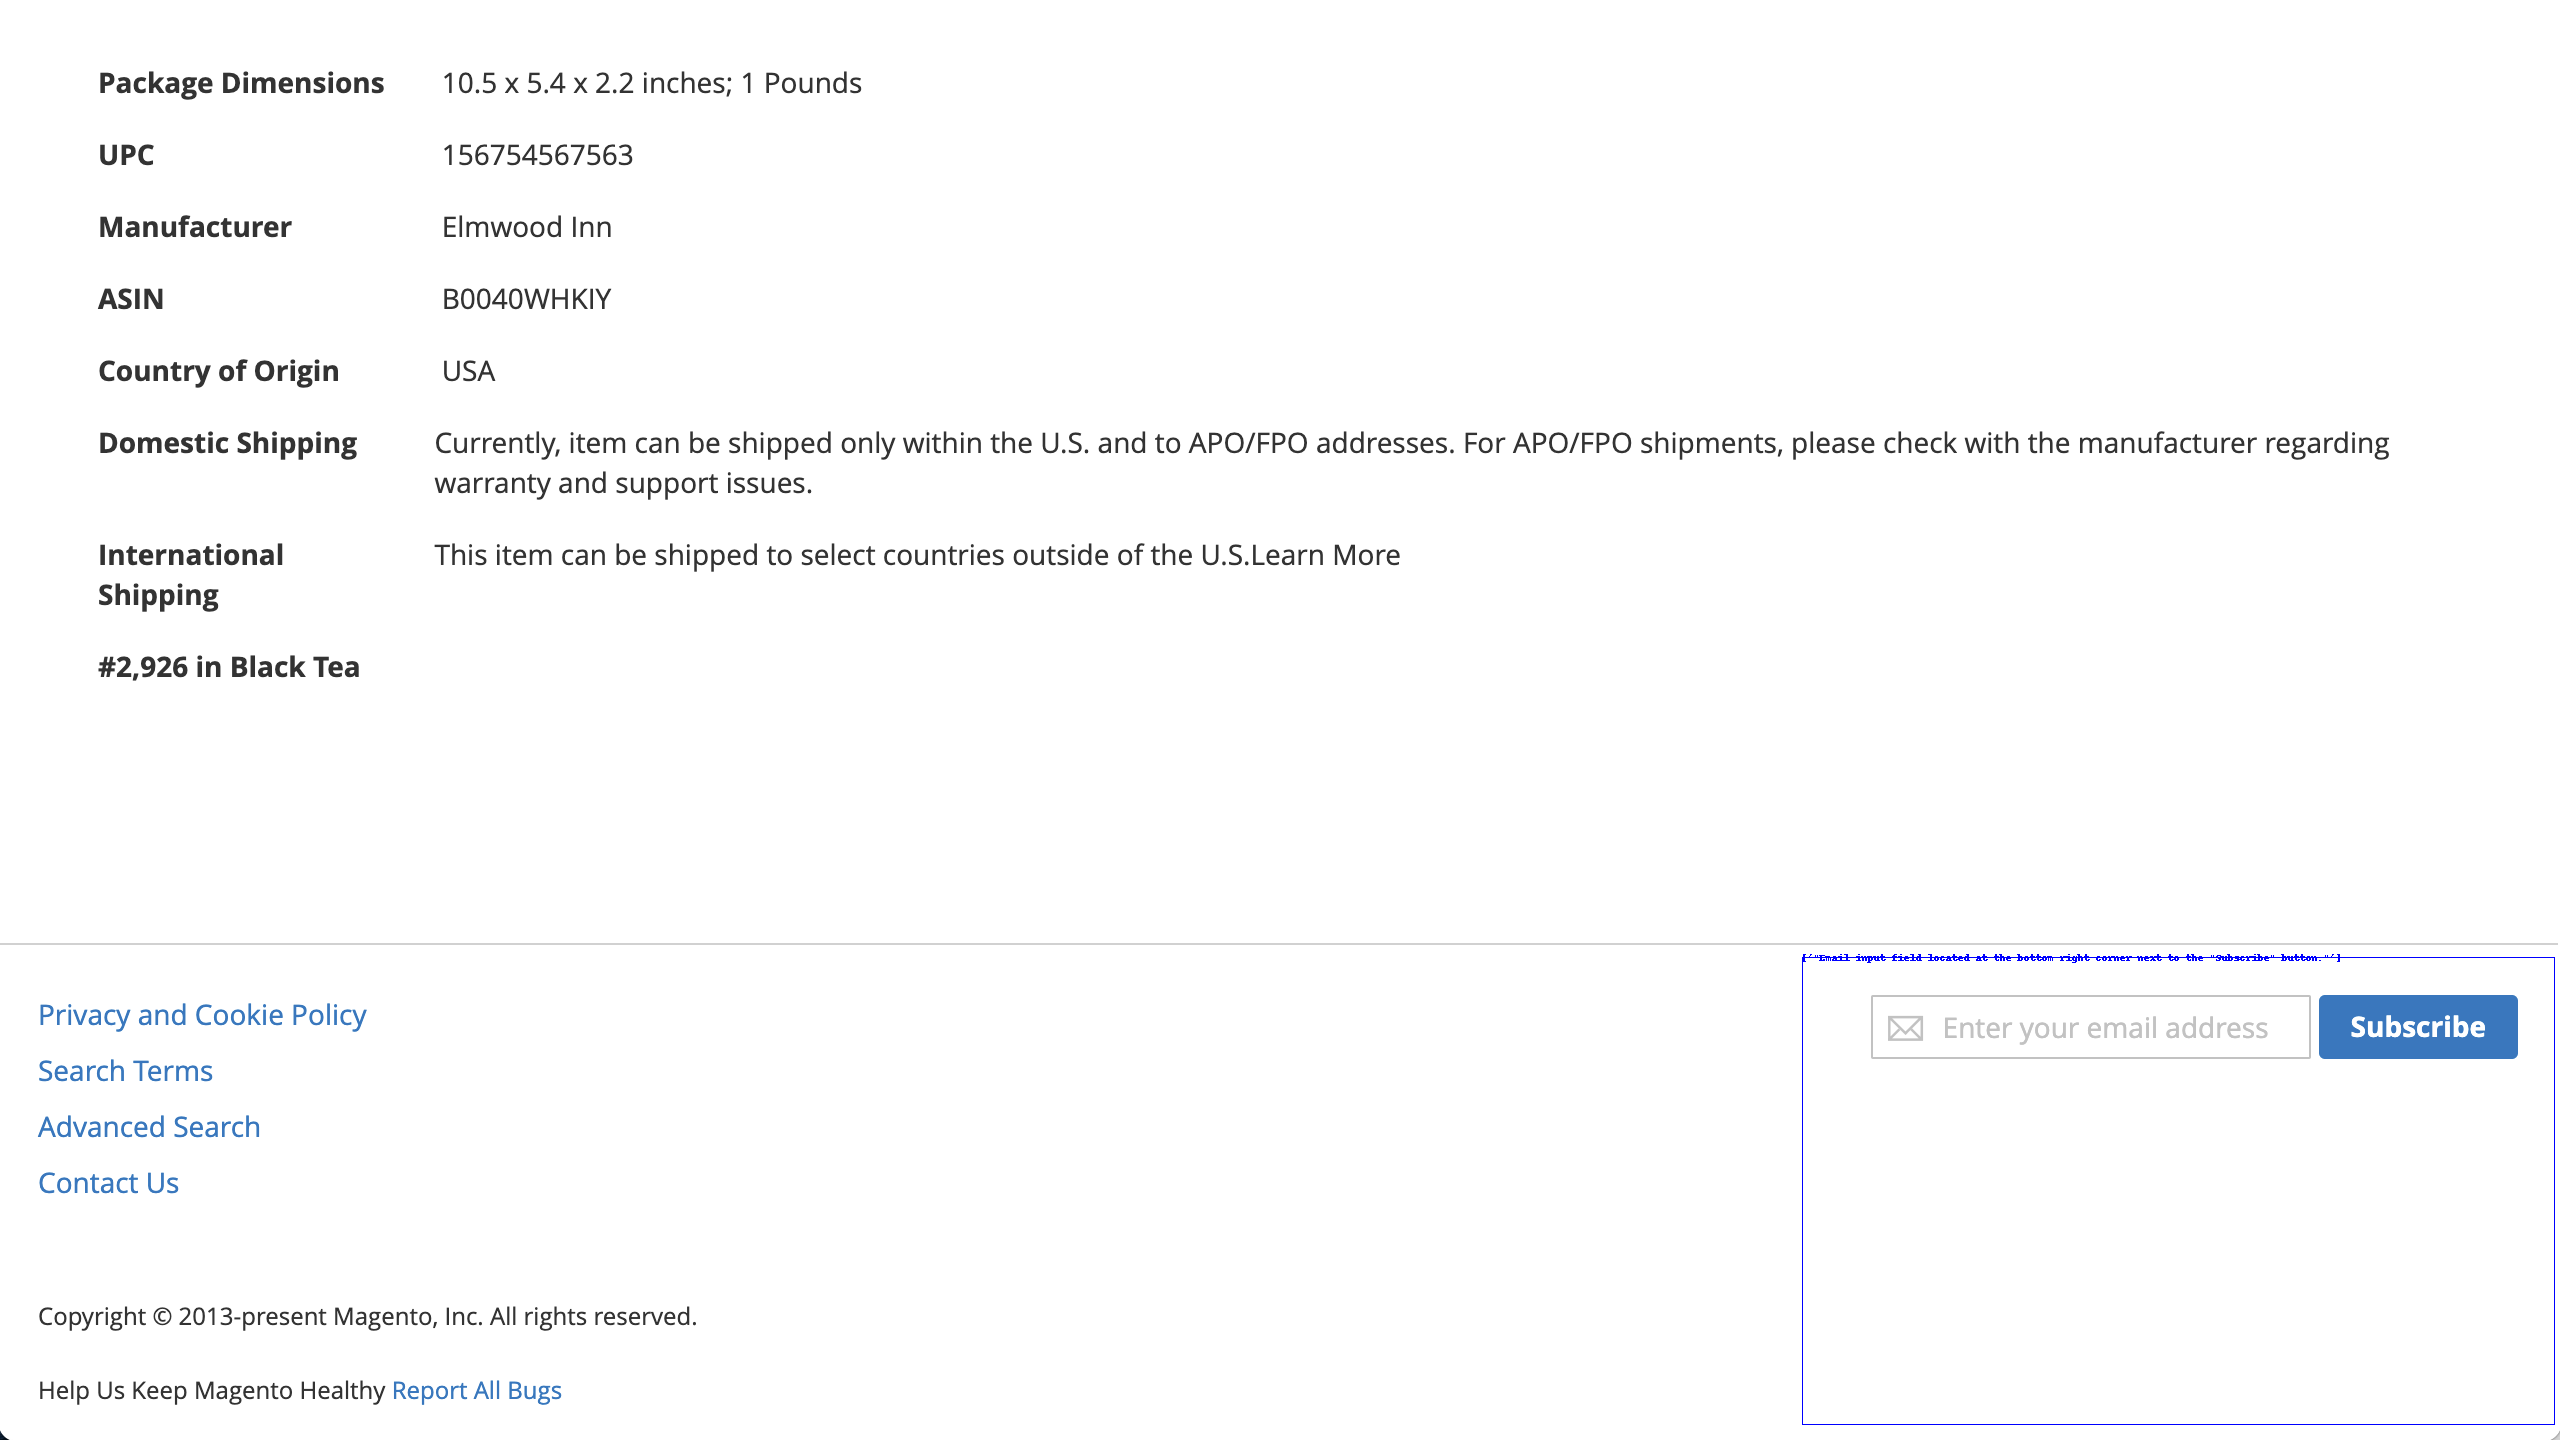 Package Dimensions 10.5 x 5.4 x 2.2 inches; 1 Pounds
UPC 156754567563
Manufacturer Elmwood Inn
ASIN B0040WHKIY
Country of Origin USA
Domestic Shipping Currently, item can be shipped only within the U.S. and to APO/FPO addresses. For APO/FPO shipments, please check with the manufacturer regarding
warranty and support issues.
International This item can be shipped to select countries outside of the U.S.Learn More
Shipping
#2,926 in Black Tea
['"Email input field located at the bottom right corner next to the "Subscribe" button."']
Enter your email address Subscribe
Privacy and Cookie Policy
Search Terms
Advanced Search
Contact Us
Copyright © 2013-present Magento, Inc. All rights reserved.
Help Us Keep Magento Healthy Report All Bugs